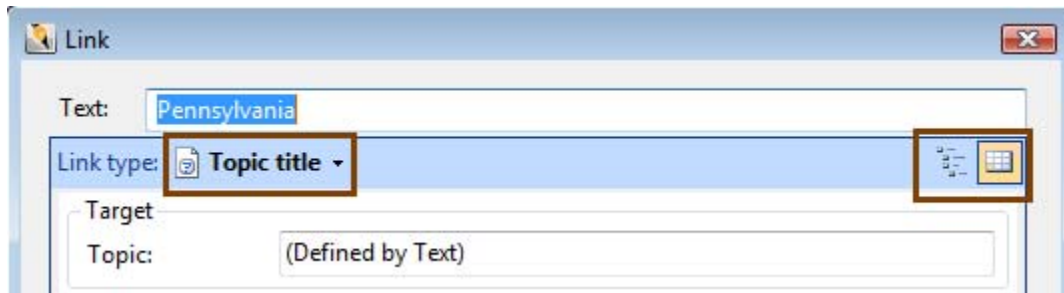 Link
Text: Pennsylvania
Link type: Topic title
Target
Topic: (Defined by Text)